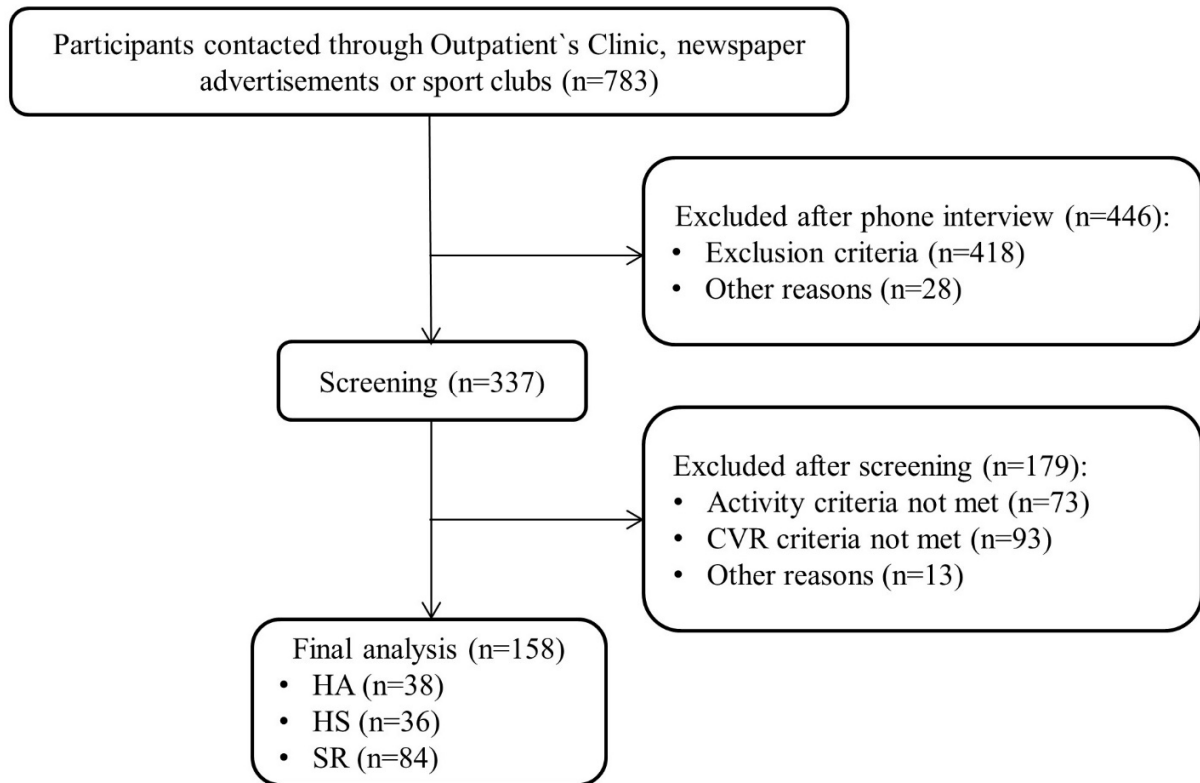 Participants contacted through Outpatient`s Clinic, newspaper
advertisements or sport clubs (n=783)
Excluded after phone interview (n=446):
• Exclusion criteria (n=418)
• Other reasons (n=28)
Screening (n=337)
Excluded after screening (n=179):
• Activity criteria not met (n=73)
• CVR criteria not met (n=93)
• Other reasons (n=13)
Final analysis (n=158)
• HA (n=38)
• HS (n=36)
• SR (n=84)